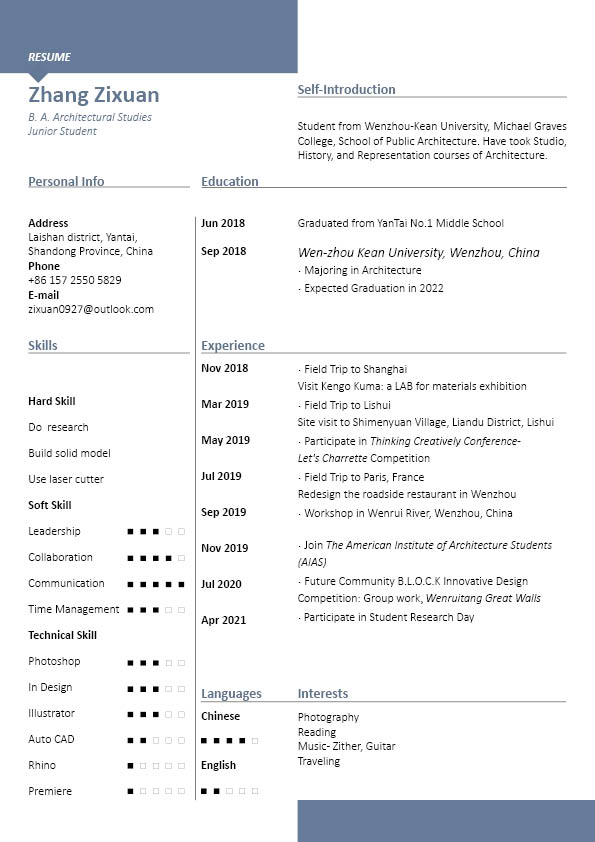 RESUME
Zhang Zixuan
B. A. Architectural Studies
Junior Student
Self-Introduction
Student from Wenzhou-Kean University, Michael Graves
College, School of Public Architecture. Have took Studio,
History, and Representation courses of Architecture.
Personal Info
Address
Laishan district, Yantai,
Shandong Province, China
Phone
+86 157 2550 5829
E-mail
zixuan0927@outlook.com
Education
Jun 2018 Graduated from YanTai No.1 Middle School
Sep 2018 Wen-zhou Kean University, Wenzhou, China
· Majoring in Architecture
· Expected Graduation in 2022
Skills
Hard Skill
Do research
Build solid model
Use laser cutter
Soft Skill
Leadership ■ ■ ■ □ □
Collaboration ■ ■ ■ ■ □
Communication ■ ■ ■ ■ ■
Time Management ■ ■ ■ □ □
Technical Skill
Photoshop ■ ■ ■ □ □
In Design ■ ■ ■ □ □
Illustrator ■ ■ ■ □ □
Auto CAD ■ ■ □ □ □
Rhino ■ □ □ □ □
Premiere ■ □ □ □ □
Experience
Nov 2018 · Field Trip to Shanghai
Visit Kengo Kuma: a LAB for materials exhibition
Mar 2019 · Field Trip to Lishui
Site visit to Shimenyuan Village, Liandu District, Lishui
May 2019 · Participate in Thinking Creatively Conference-
Let's Charrette Competition
Jul 2019 · Field Trip to Paris, France
Redesign the roadside restaurant in Wenzhou
Sep 2019 · Workshop in Wenrui River, Wenzhou, China
Nov 2019 · Join The American Institute of Architecture Students
(AIAS)
Jul 2020 · Future Community B.L.O.C.K Innovative Design
Competition: Group work, Wenruitang Great Walls
Apr 2021 · Participate in Student Research Day
Languages
Chinese
■ ■ ■ ■ □
English
■ ■ □ □ □
Interests
Photography
Reading
Music- Zither, Guitar
Traveling